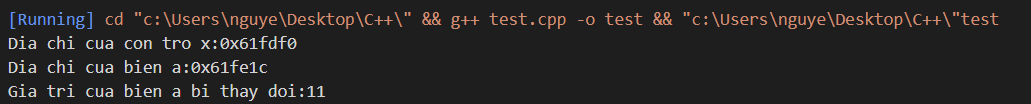 [Running] cd "c:\Users\nguye\Desktop\C++\" && g++ test.cpp -o test && "c:\Users\nguye\Desktop\C++\"test
Dia chi cua con tro x:0x61fdf0
Dia chi cua bien a:0x61fe1c
Gia tri cua bien a bi thay doi:11